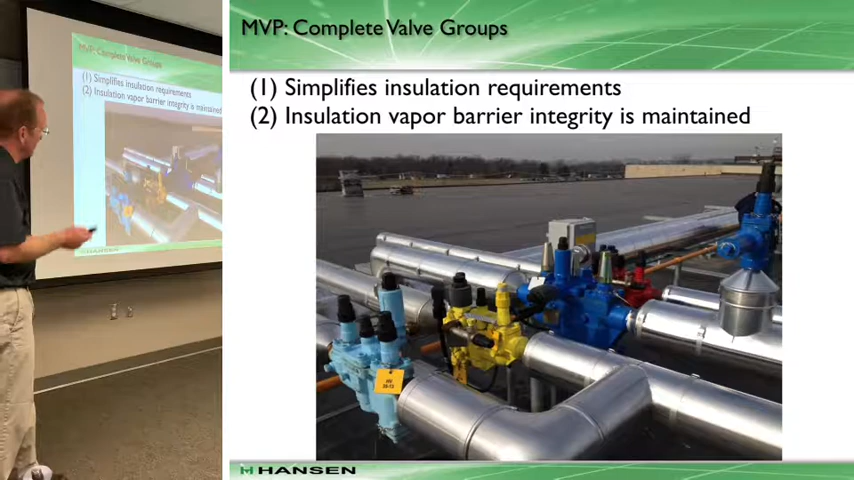 MVP: Complete Valve Groups
(1) Simplifies insulation requirements
(2) Insulation vapor barrier integrity is maintained
HANSEN
MVP: Complete Valve Groups
(1) Simplifies insulation requirements
(2) Insulation vapor barrier integrity is maintained